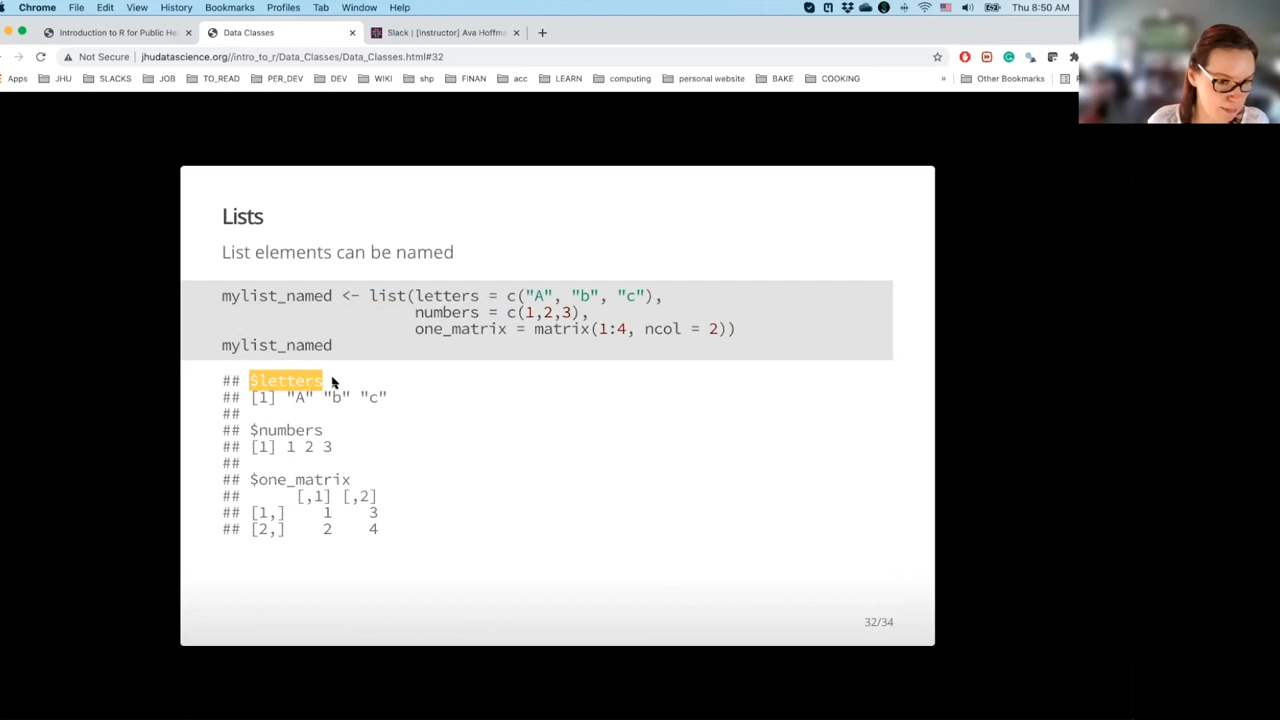 Chrome File Edit View History Bookmarks Profiles Tab Window Help Thu 8:50 AM
Introduction to R for Public He Data Classes Slack | [Instructor] Ava Hoffma
Not Secure jhudatascience.org//intro_to_r/Data_Classes/Data_Classes.html#32
Apps JHU SLACKS JOB TO_READ PER_DEV DEV WIKI shp FINAN acc LEARN computing personal website BAKE COOKING » Other Bookmarks
Lists
List elements can be named
mylist_named <- list(letters = c("A", "b", "c"),
numbers = c(1,2,3),
one_matrix = matrix(1:4, ncol = 2))
mylist_named
## $letters
## [1] "A" "b" "c"
##
## $numbers
## [1] 1 2 3
##
## $one_matrix
## [,1] [,2]
## [1,] 1 3
## [2,] 2 4
32/34